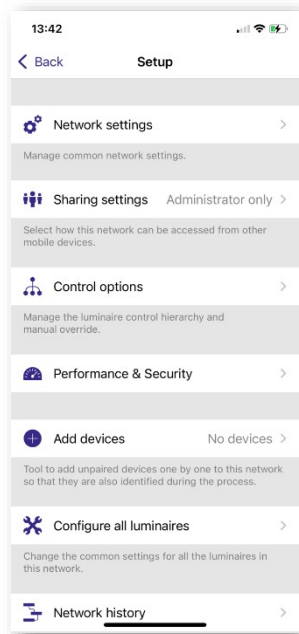 13:42
Back Setup
Network settings
Manage common network settings.
Sharing settings Administrator only
Select how this network can be accessed from other
mobile devices.
Control options
Manage the luminaire control hierarchy and
manual override.
Performance & Security
Add devices No devices
Tool to add unpaired devices one by one to this network
so that they are also identified during the process.
Configure all luminaires
Change the common settings for all the luminaires in
this network.
Network history